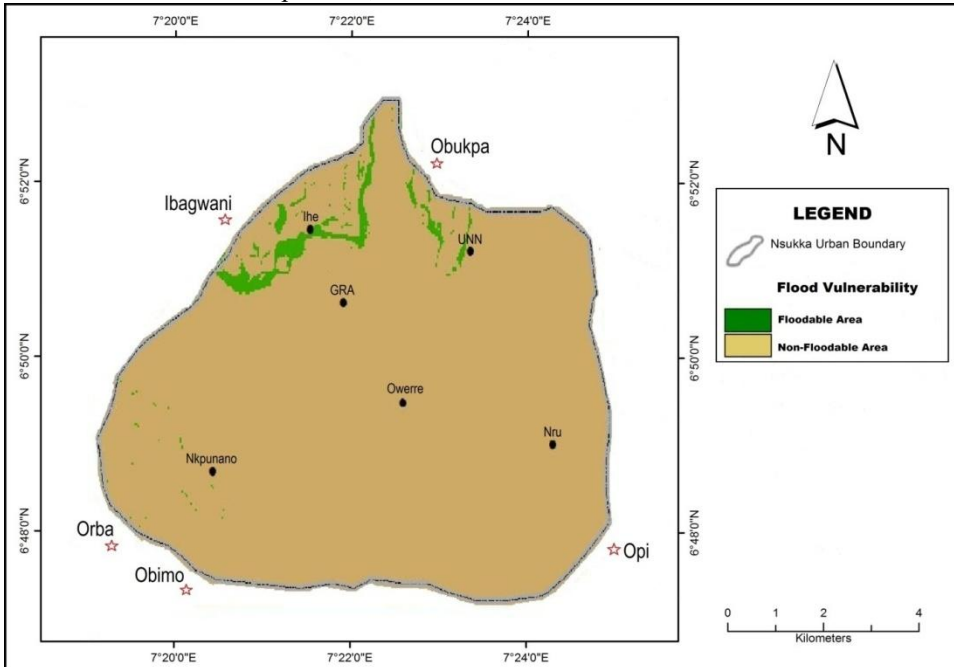 7°20'0"E 7°22'0"E 7°24'0"E
Obukpa
N
6°52'0"N
6°52'0"N
Ibagwani
Ihe
UNN
LEGEND
Nsukka Urban Boundary
Flood Vulnerability
Floodable Area
Non-Floodable Area
GRA
6°50'0"N
6°50'0"N
Owerre
Nru
Nkpunano
6°48'0"N
6°48'0"N
Orba
Opi
Obimo
0 1 2 4
Kilometers
7°20'0"E 7°22'0"E 7°24'0"E